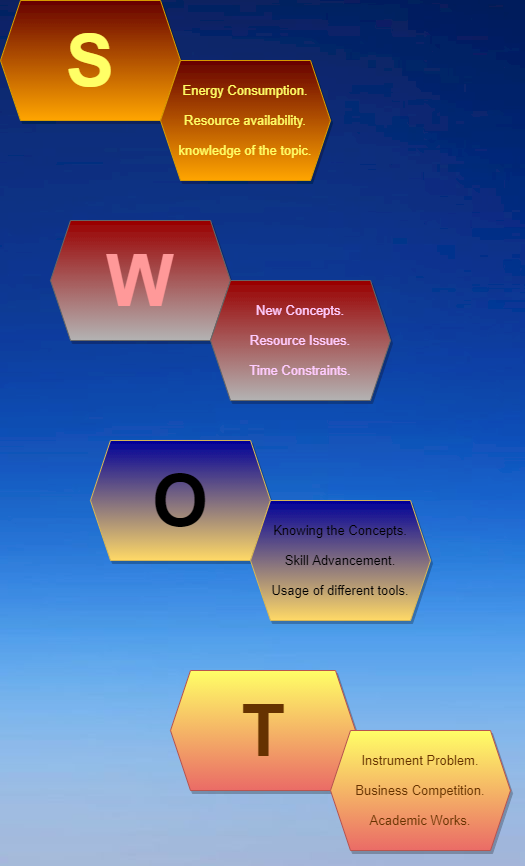 S
Energy Consumption.
Resource availability.
knowledge of the topic.
W
New Concepts.
Resource Issues.
Time Constraints.
O
Knowing the Concepts.
Skill Advancement.
Usage of different tools.
T
Instrument Problem.
Business Competition.
Academic Works.